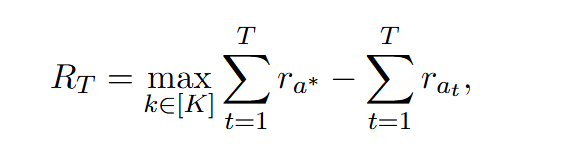 R_T = \max_{k \in [K]} \sum_{t=1}^{T} r_{a^*} - \sum_{t=1}^{T} r_{a_t},